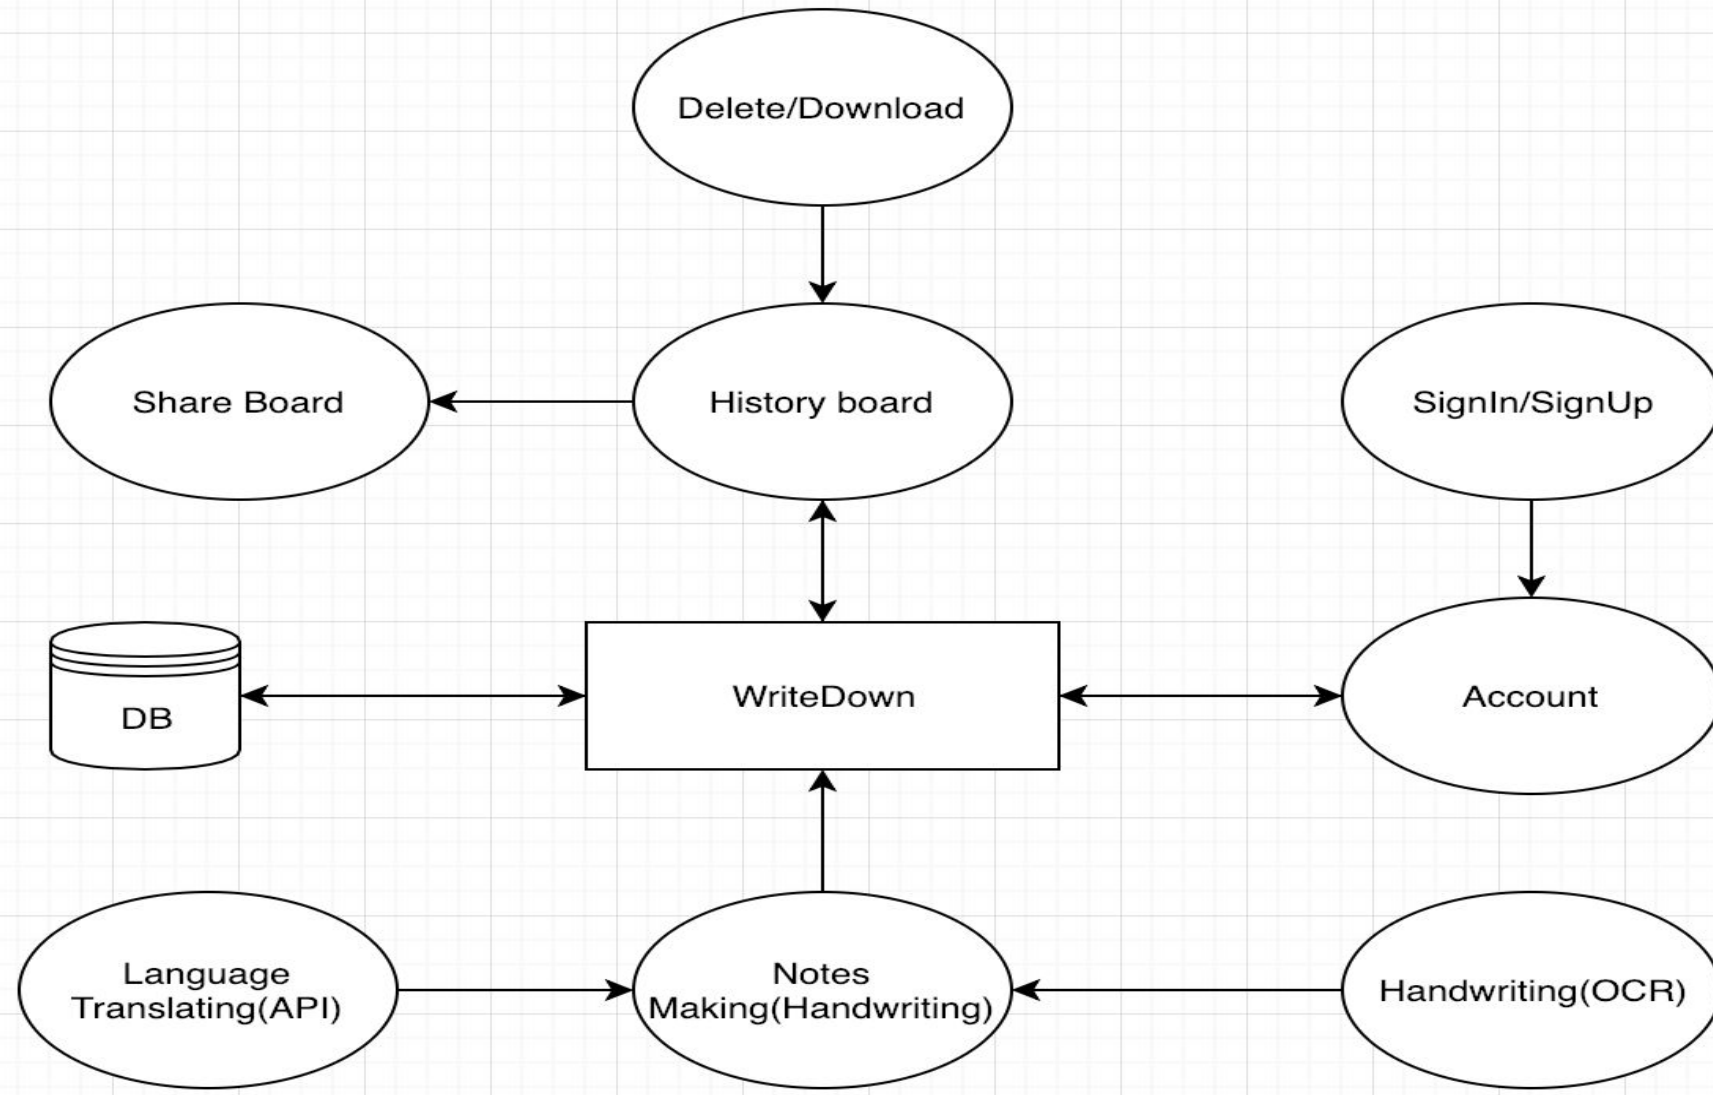 Delete/Download
Share Board
History board
SignIn/SignUp
DB
WriteDown
Account
Language
Translating(API)
Notes
Making(Handwriting)
Handwriting(OCR)